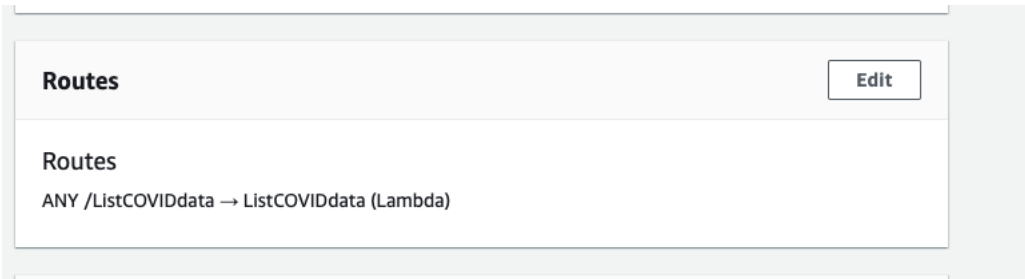 Routes
Edit
Routes
ANY /ListCOVIDdata → ListCOVIDdata (Lambda)